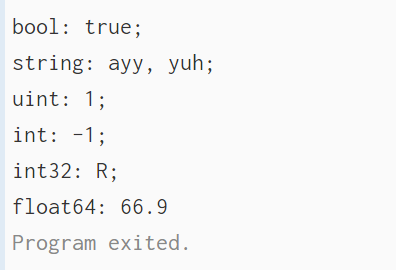 bool: true;
string: ayy, yuh;
uint: 1;
int: -1;
int32: R;
float64: 66.9
Program exited.